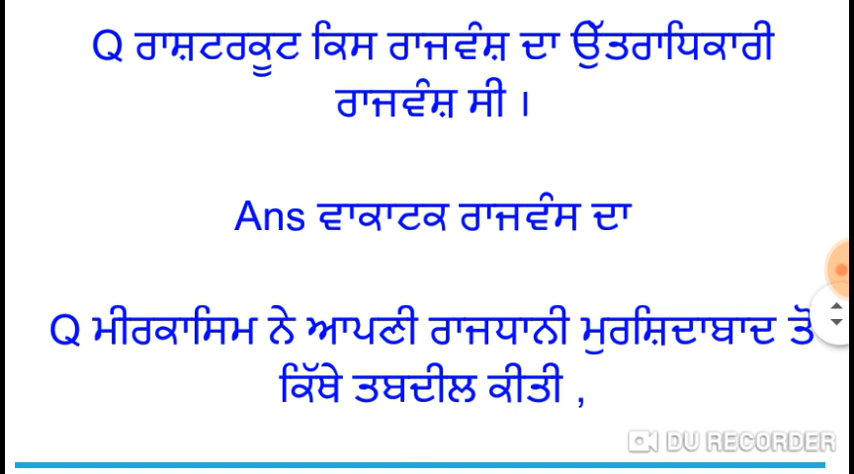 Q ਰਾਸ਼ਟਰਕੂਟ ਕਿਸ ਰਾਜਵੰਸ਼ ਦਾ ਉੱਤਰਾਧਿਕਾਰੀ
ਰਾਜਵੰਸ਼ ਸੀ ।
Ans ਵਾਕਾਟਕ ਰਾਜਵੰਸ ਦਾ
Q ਮੀਰਕਾਸਿਮ ਨੇ ਆਪਣੀ ਰਾਜਧਾਨੀ ਮੁਰਸ਼ਿਦਾਬਾਦ ਤੋਂ
ਕਿੱਥੇ ਤਬਦੀਲ ਕੀਤੀ ,
DU RECORDER